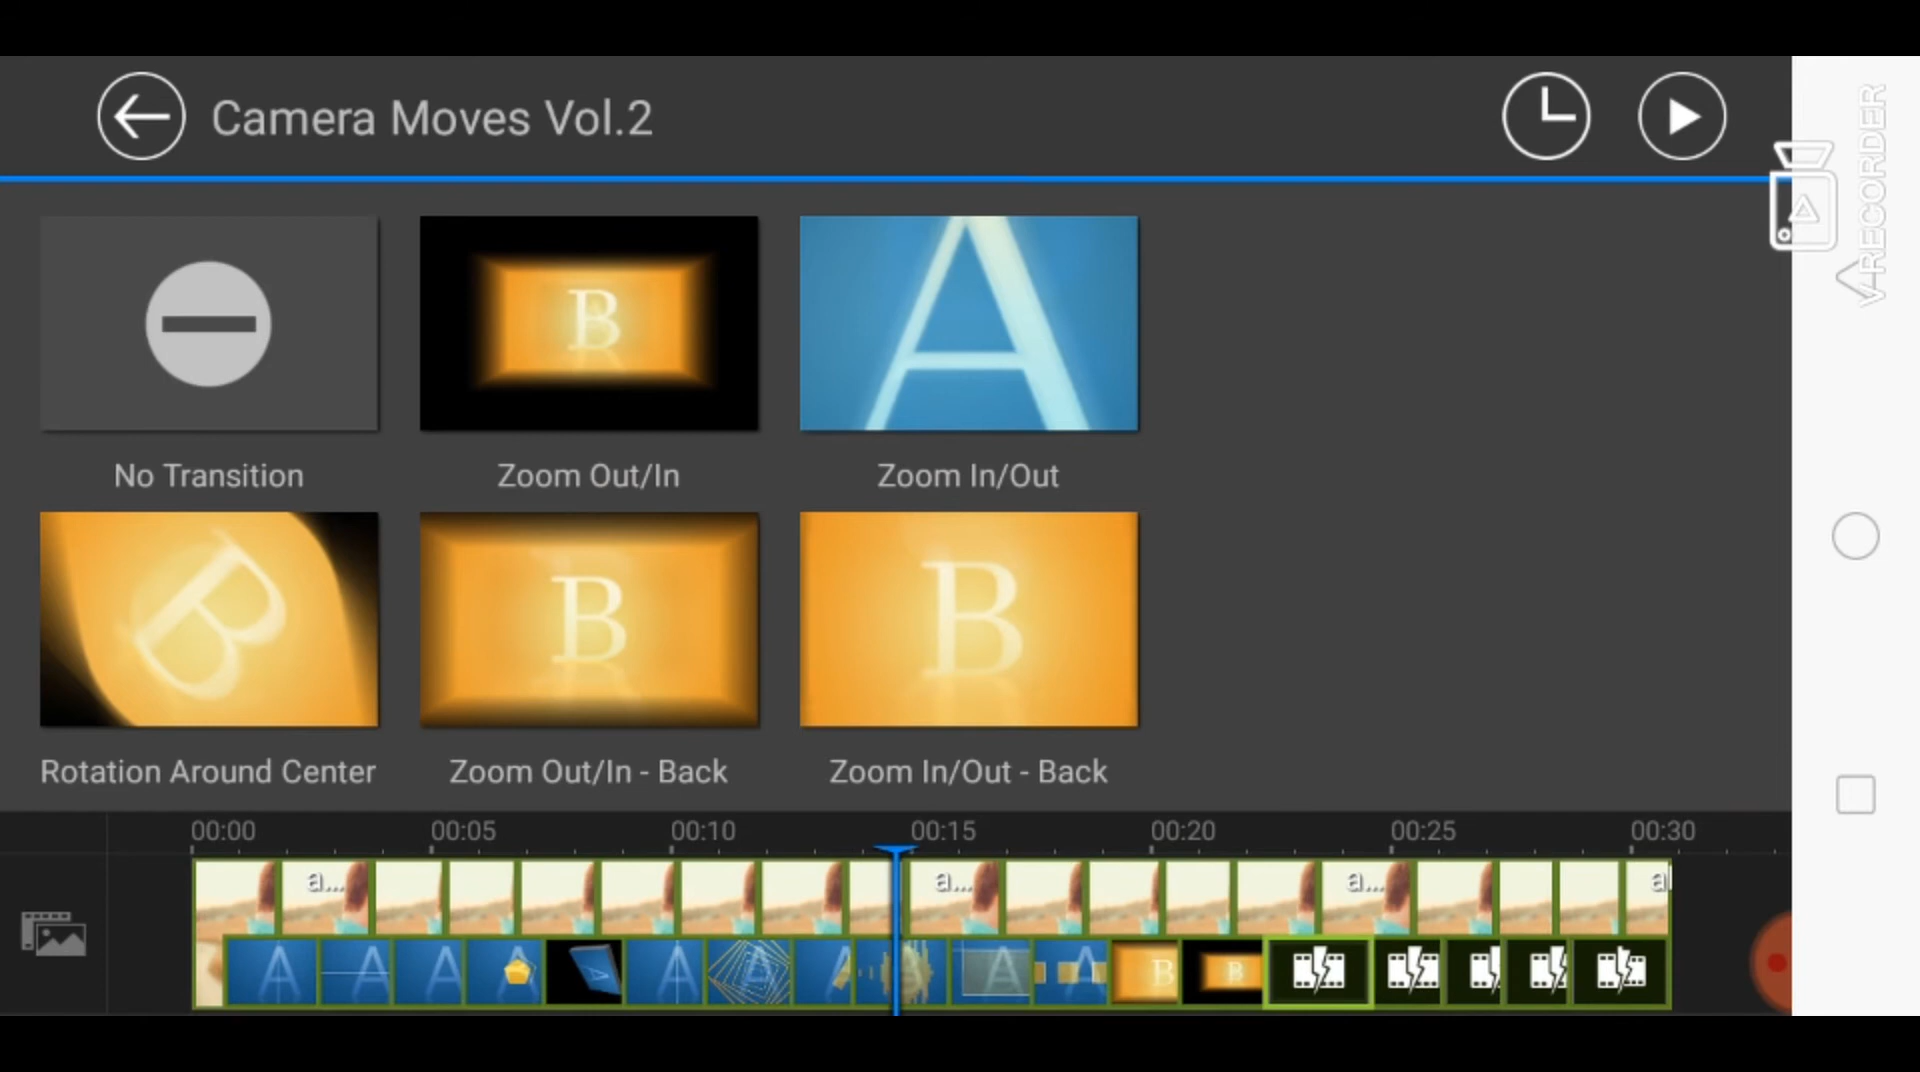 Camera Moves Vol.2
V-RECORDER
B
A
No Transition
Zoom Out/In
Zoom In/Out
B
B
B
Rotation Around Center
Zoom Out/In - Back
Zoom In/Out - Back
00:00
00:05
00:10
00:15
00:20
00:25
00:30
a...
a...
a...
a
A
A
A
A
A
A
A
A
A
A
A
B
B